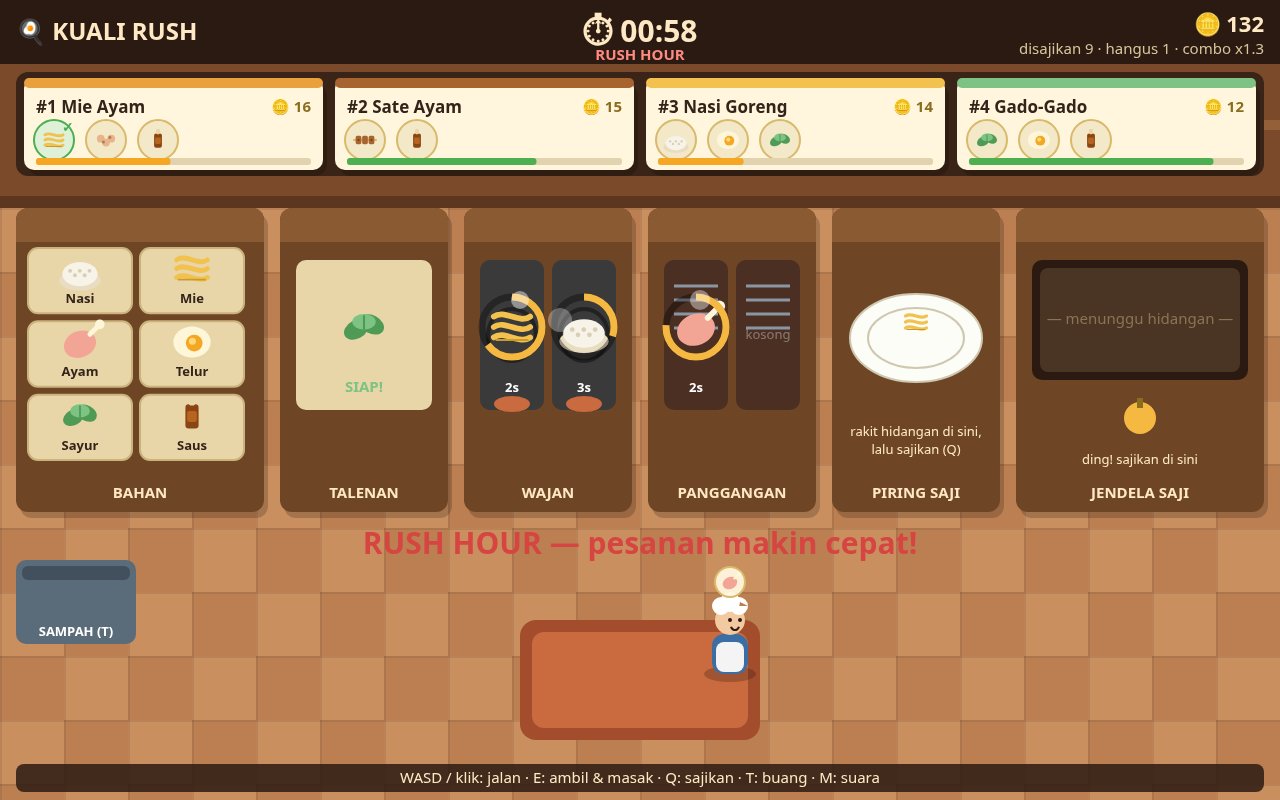 KUALI RUSH
00:58
RUSH HOUR
132
disajikan 9 · hangus 1 · combo x1.3
#1 Mie Ayam 16
#2 Sate Ayam 15
#3 Nasi Goreng 14
#4 Gado-Gado 12
Nasi
Mie
Ayam
Telur
Sayur
Saus
BAHAN
SIAP!
TALENAN
2s
3s
WAJAN
kosong
2s
PANGGANGAN
rakit hidangan di sini,
lalu sajikan (Q)
PIRING SAJI
— menunggu hidangan —
ding! sajikan di sini
JENDELA SAJI
RUSH HOUR — pesanan makin cepat!
SAMPAH (T)
WASD / klik: jalan · E: ambil & masak · Q: sajikan · T: buang · M: suara